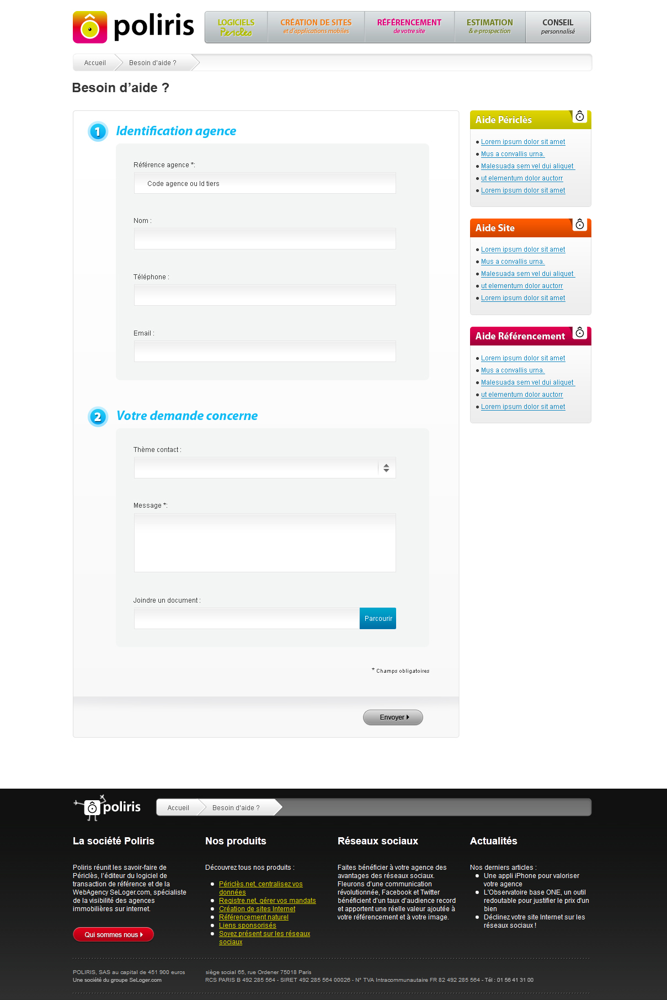 poliris
LOGICIELS
Pericles
CRÉATION DE SITES
et d'applications mobiles
RÉFÉRENCEMENT
de votre site
ESTIMATION
& e-prospection
CONSEIL
personnalisé
Accueil
Besoin d'aide ?
Besoin d’aide ?
1 Identification agence
Référence agence *:
Code agence ou Id tiers
Nom :
Téléphone :
Email :
2 Votre demande concerne
Thème contact :
Message *:
Joindre un document :
Parcourir
* Champs obligatoires
Envoyer
Aide Périclès
Lorem ipsum dolor sit amet
Mus a convallis urna.
Malesuada sem vel dui aliquet
ut elementum dolor auctorr
Lorem ipsum dolor sit amet
Aide Site
Lorem ipsum dolor sit amet
Mus a convallis urna.
Malesuada sem vel dui aliquet
ut elementum dolor auctorr
Lorem ipsum dolor sit amet
Aide Référencement
Lorem ipsum dolor sit amet
Mus a convallis urna.
Malesuada sem vel dui aliquet
ut elementum dolor auctorr
Lorem ipsum dolor sit amet
poliris
Accueil
Besoin d'aide ?
La société Poliris
Poliris réunit les savoir-faire de
Périclès, l’éditeur du logiciel de
transaction de référence et de la
WebAgency SeLoger.com, spécialiste
de la visibilité des agences
immobilières sur internet.
Qui sommes nous
Nos produits
Découvrez tous nos produits :
Périclès.net, centralisez vos
données
Registre.net, gérer vos mandats
Création de sites Internet
Référencement naturel
Liens sponsorisés
Soyez présent sur les réseaux
sociaux
Réseaux sociaux
Faites bénéficier à votre agence des
avantages des réseaux sociaux.
Fleurons d’une communication
révolutionnée, Facebook et Twitter
bénéficient d’un taux d’audience record
et apportent une réelle valeur ajoutée à
votre référencement et à votre image.
Actualités
Nos derniers articles :
Une appli iPhone pour valoriser
votre agence
L'Observatoire base ONE, un outil
redoutable pour justifier le prix d'un
bien
Déclinez votre site Internet sur les
réseaux sociaux !
POLIRIS, SAS au capital de 451 900 euros
Une société du groupe SeLoger.com
siège social 65, rue Ordener 75018 Paris
RCS PARIS B 492 285 564 - SIRET 492 285 564 00026 - N° TVA Intracommunautaire FR 82 492 285 564 - Tél : 01 56 41 31 00